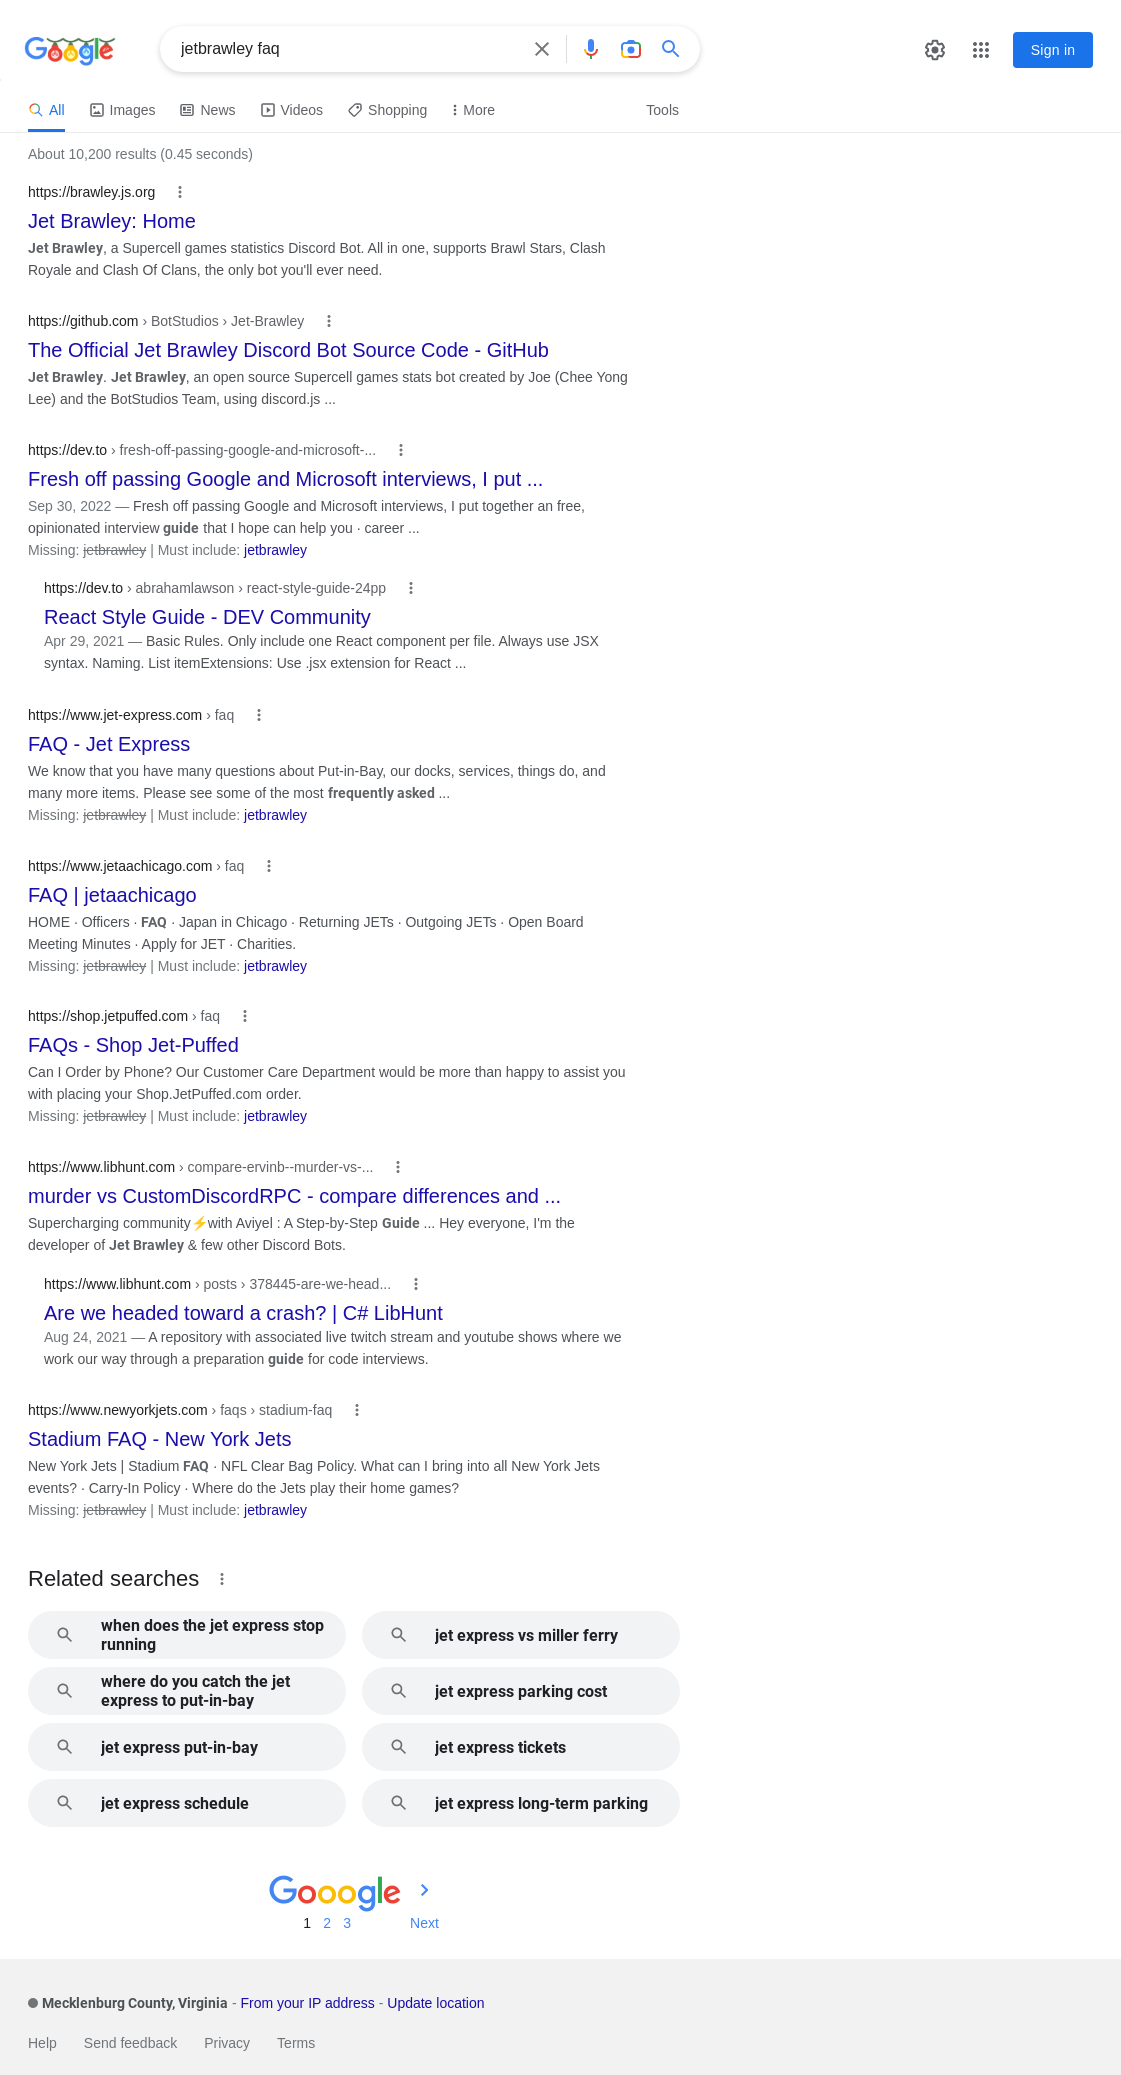 Google
jetbrawley faq
Sign in
All Images News Videos Shopping More Tools
About 10,200 results (0.45 seconds)
https://brawley.js.org
Jet Brawley: Home
Jet Brawley, a Supercell games statistics Discord Bot. All in one, supports Brawl Stars, Clash
Royale and Clash Of Clans, the only bot you'll ever need.
https://github.com › BotStudios › Jet-Brawley
The Official Jet Brawley Discord Bot Source Code - GitHub
Jet Brawley. Jet Brawley, an open source Supercell games stats bot created by Joe (Chee Yong
Lee) and the BotStudios Team, using discord.js ...
https://dev.to › fresh-off-passing-google-and-microsoft-...
Fresh off passing Google and Microsoft interviews, I put ...
Sep 30, 2022 — Fresh off passing Google and Microsoft interviews, I put together an free,
opinionated interview guide that I hope can help you · career ...
Missing: jetbrawley | Must include: jetbrawley
https://dev.to › abrahamlawson › react-style-guide-24pp
React Style Guide - DEV Community
Apr 29, 2021 — Basic Rules. Only include one React component per file. Always use JSX
syntax. Naming. List itemExtensions: Use .jsx extension for React ...
https://www.jet-express.com › faq
FAQ - Jet Express
We know that you have many questions about Put-in-Bay, our docks, services, things do, and
many more items. Please see some of the most frequently asked ...
Missing: jetbrawley | Must include: jetbrawley
https://www.jetaachicago.com › faq
FAQ | jetaachicago
HOME · Officers · FAQ · Japan in Chicago · Returning JETs · Outgoing JETs · Open Board
Meeting Minutes · Apply for JET · Charities.
Missing: jetbrawley | Must include: jetbrawley
https://shop.jetpuffed.com › faq
FAQs - Shop Jet-Puffed
Can I Order by Phone? Our Customer Care Department would be more than happy to assist you
with placing your Shop.JetPuffed.com order.
Missing: jetbrawley | Must include: jetbrawley
https://www.libhunt.com › compare-ervinb--murder-vs-...
murder vs CustomDiscordRPC - compare differences and ...
Supercharging community⚡with Aviyel : A Step-by-Step Guide ... Hey everyone, I'm the
developer of Jet Brawley & few other Discord Bots.
https://www.libhunt.com › posts › 378445-are-we-head...
Are we headed toward a crash? | C# LibHunt
Aug 24, 2021 — A repository with associated live twitch stream and youtube shows where we
work our way through a preparation guide for code interviews.
https://www.newyorkjets.com › faqs › stadium-faq
Stadium FAQ - New York Jets
New York Jets | Stadium FAQ · NFL Clear Bag Policy. What can I bring into all New York Jets
events? · Carry-In Policy · Where do the Jets play their home games?
Missing: jetbrawley | Must include: jetbrawley
Related searches
when does the jet express stop
running
jet express vs miller ferry
where do you catch the jet
express to put-in-bay
jet express parking cost
jet express put-in-bay
jet express tickets
jet express schedule
jet express long-term parking
Gooogle
1 2 3 Next
Mecklenburg County, Virginia - From your IP address - Update location
Help Send feedback Privacy Terms